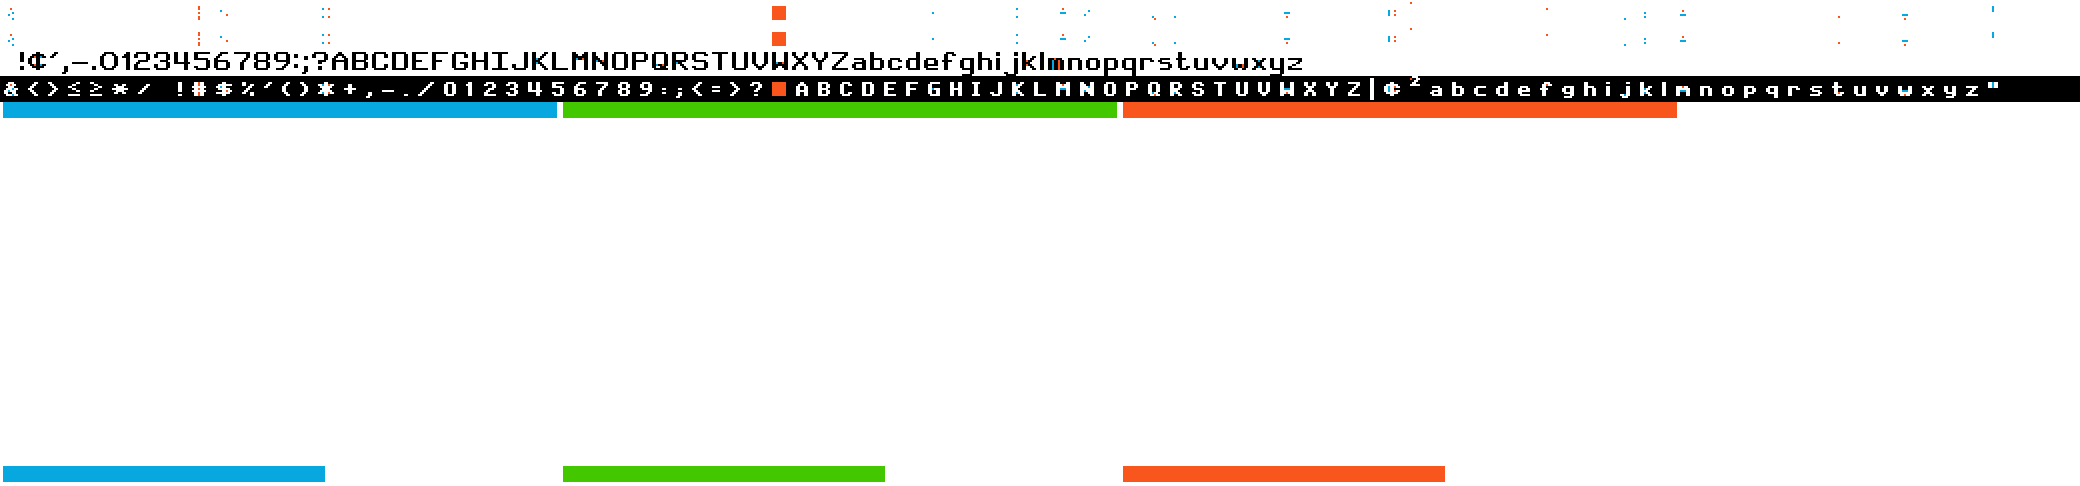 !¢´,-.0123456789:;?ABCDEFGHIJKLMNOPQRSTUVWXYZabcdefghijklmnopqrstuvwxyz
&<>≤≥*/ !#$%´()*+,-./0123456789:;<=>?■ABCDEFGHIJKLMNOPQRSTUVWXYZ|¢²abcdefghijklmnopqrstuvwxyz"